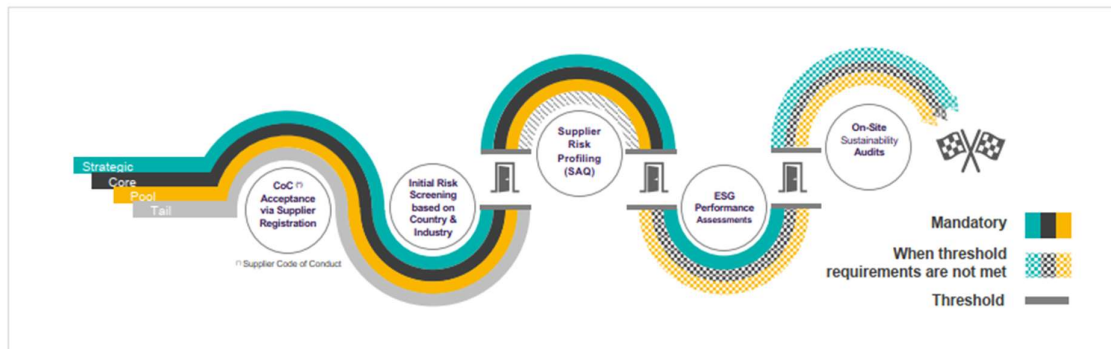 Strategic
Core
Pool
Tail
CoC (*)
Acceptance
via Supplier
Registration
(*) Supplier Code of Conduct
Initial Risk
Screening
based on
Country &
Industry
Supplier
Risk
Profiling
(SAQ)
ESG
Performance
Assessments
On-Site
Sustainability
Audits
Mandatory
When threshold
requirements are not met
Threshold